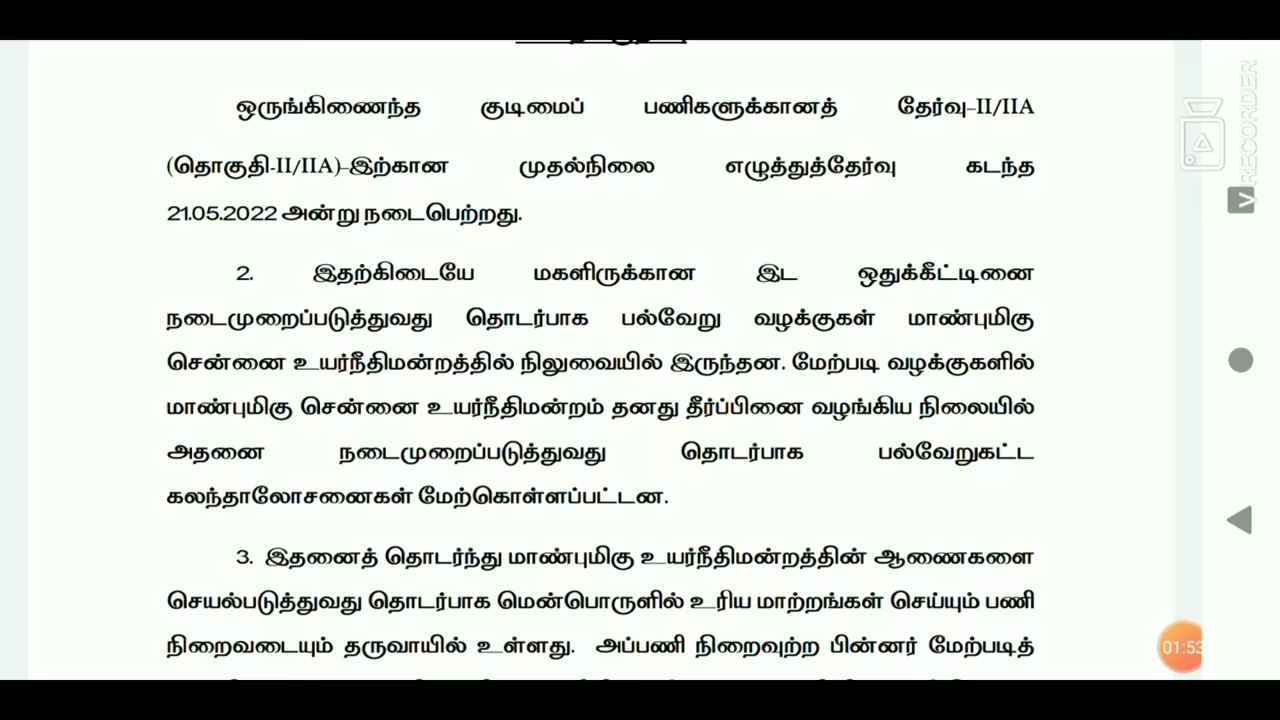 ஒருங்கிணைந்த குடிமைப் பணிகளுக்கானத் தேர்வு-II/IIA
(தொகுதி-II/IIA)-இற்கான முதல்நிலை எழுத்துத்தேர்வு கடந்த
21.05.2022 அன்று நடைபெற்றது.
2. இதற்கிடையே மகளிருக்கான இட ஒதுக்கீட்டினை
நடைமுறைப்படுத்துவது தொடர்பாக பல்வேறு வழக்குகள் மாண்புமிகு
சென்னை உயர்நீதிமன்றத்தில் நிலுவையில் இருந்தன. மேற்படி வழக்குகளில்
மாண்புமிகு சென்னை உயர்நீதிமன்றம் தனது தீர்ப்பினை வழங்கிய நிலையில்
அதனை நடைமுறைப்படுத்துவது தொடர்பாக பல்வேறுகட்ட
கலந்தாலோசனைகள் மேற்கொள்ளப்பட்டன.
3. இதனைத் தொடர்ந்து மாண்புமிகு உயர்நீதிமன்றத்தின் ஆணைகளை
செயல்படுத்துவது தொடர்பாக மென்பொருளில் உரிய மாற்றங்கள் செய்யும் பணி
நிறைவடையும் தருவாயில் உள்ளது. அப்பணி நிறைவுற்ற பின்னர் மேற்படித்
V RECORDER
01:53